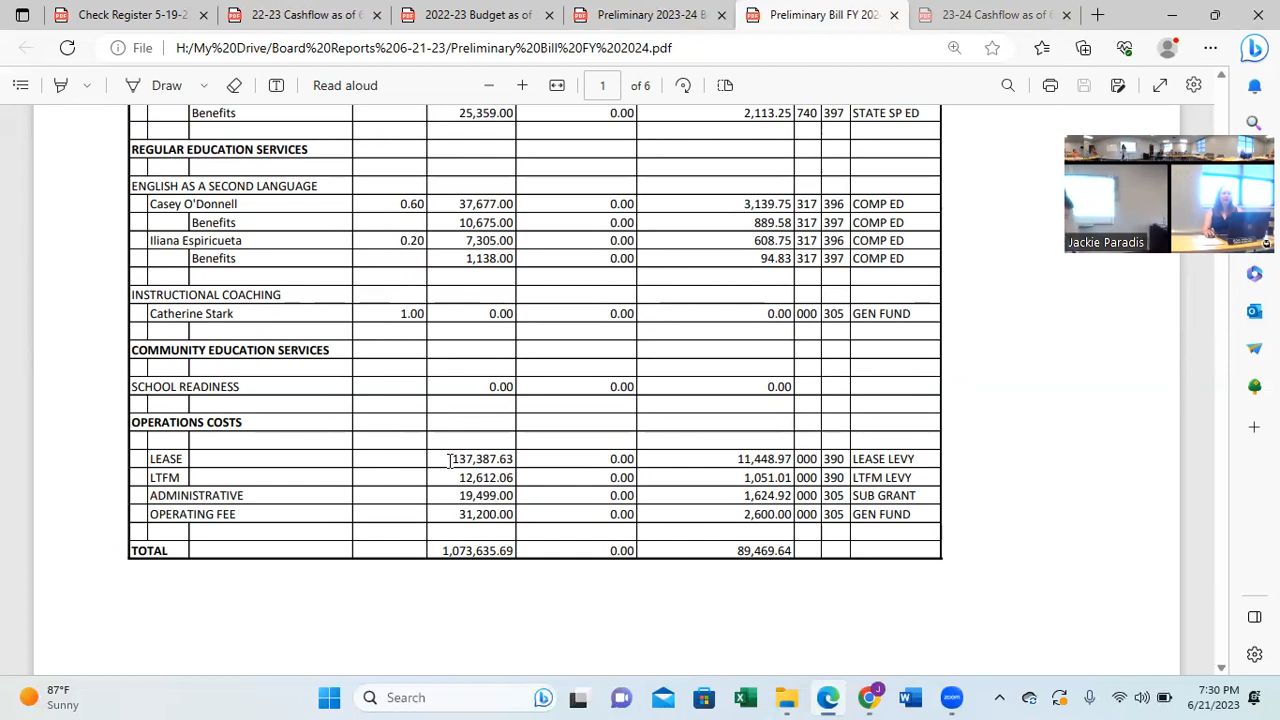 Check Register 5-19-2
22-23 Cashflow as of 6
2022-23 Budget as of
Preliminary 2023-24 B
Preliminary Bill FY 202
23-24 Cashflow as of 6
File H:/My%20Drive/Board%20Reports%206-21-23/Preliminary%20Bill%20FY%202024.pdf
Draw Read aloud 1 of 6
Benefits 25,359.00 0.00 2,113.25 740 397 STATE SP ED
REGULAR EDUCATION SERVICES
ENGLISH AS A SECOND LANGUAGE
Casey O'Donnell 0.60 37,677.00 0.00 3,139.75 317 396 COMP ED
Benefits 10,675.00 0.00 889.58 317 397 COMP ED
Iliana Espiricueta 0.20 7,305.00 0.00 608.75 317 396 COMP ED
Benefits 1,138.00 0.00 94.83 317 397 COMP ED
INSTRUCTIONAL COACHING
Catherine Stark 1.00 0.00 0.00 0.00 000 305 GEN FUND
COMMUNITY EDUCATION SERVICES
SCHOOL READINESS 0.00 0.00 0.00
OPERATIONS COSTS
LEASE 137,387.63 0.00 11,448.97 000 390 LEASE LEVY
LTFM 12,612.06 0.00 1,051.01 000 390 LTFM LEVY
ADMINISTRATIVE 19,499.00 0.00 1,624.92 000 305 SUB GRANT
OPERATING FEE 31,200.00 0.00 2,600.00 000 305 GEN FUND
TOTAL 1,073,635.69 0.00 89,469.64
Jackie Paradis
87°F
Sunny
Search
7:30 PM
6/21/2023